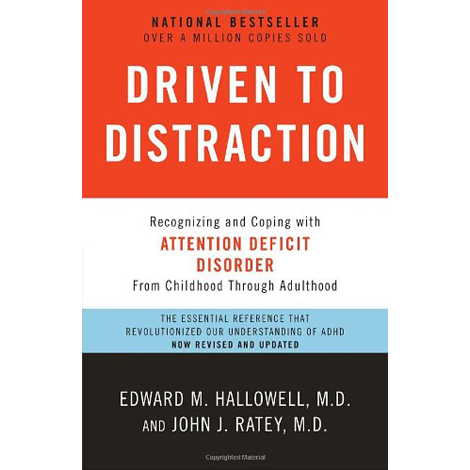 NATIONAL BESTSELLER
OVER A MILLION COPIES SOLD
DRIVEN TO
DISTRACTION
Recognizing and Coping with
ATTENTION DEFICIT
DISORDER
From Childhood Through Adulthood
THE ESSENTIAL REFERENCE THAT
REVOLUTIONIZED OUR UNDERSTANDING OF ADHD
NOW REVISED AND UPDATED
EDWARD M. HALLOWELL, M.D.
AND JOHN J. RATEY, M.D.
Copyrighted Material